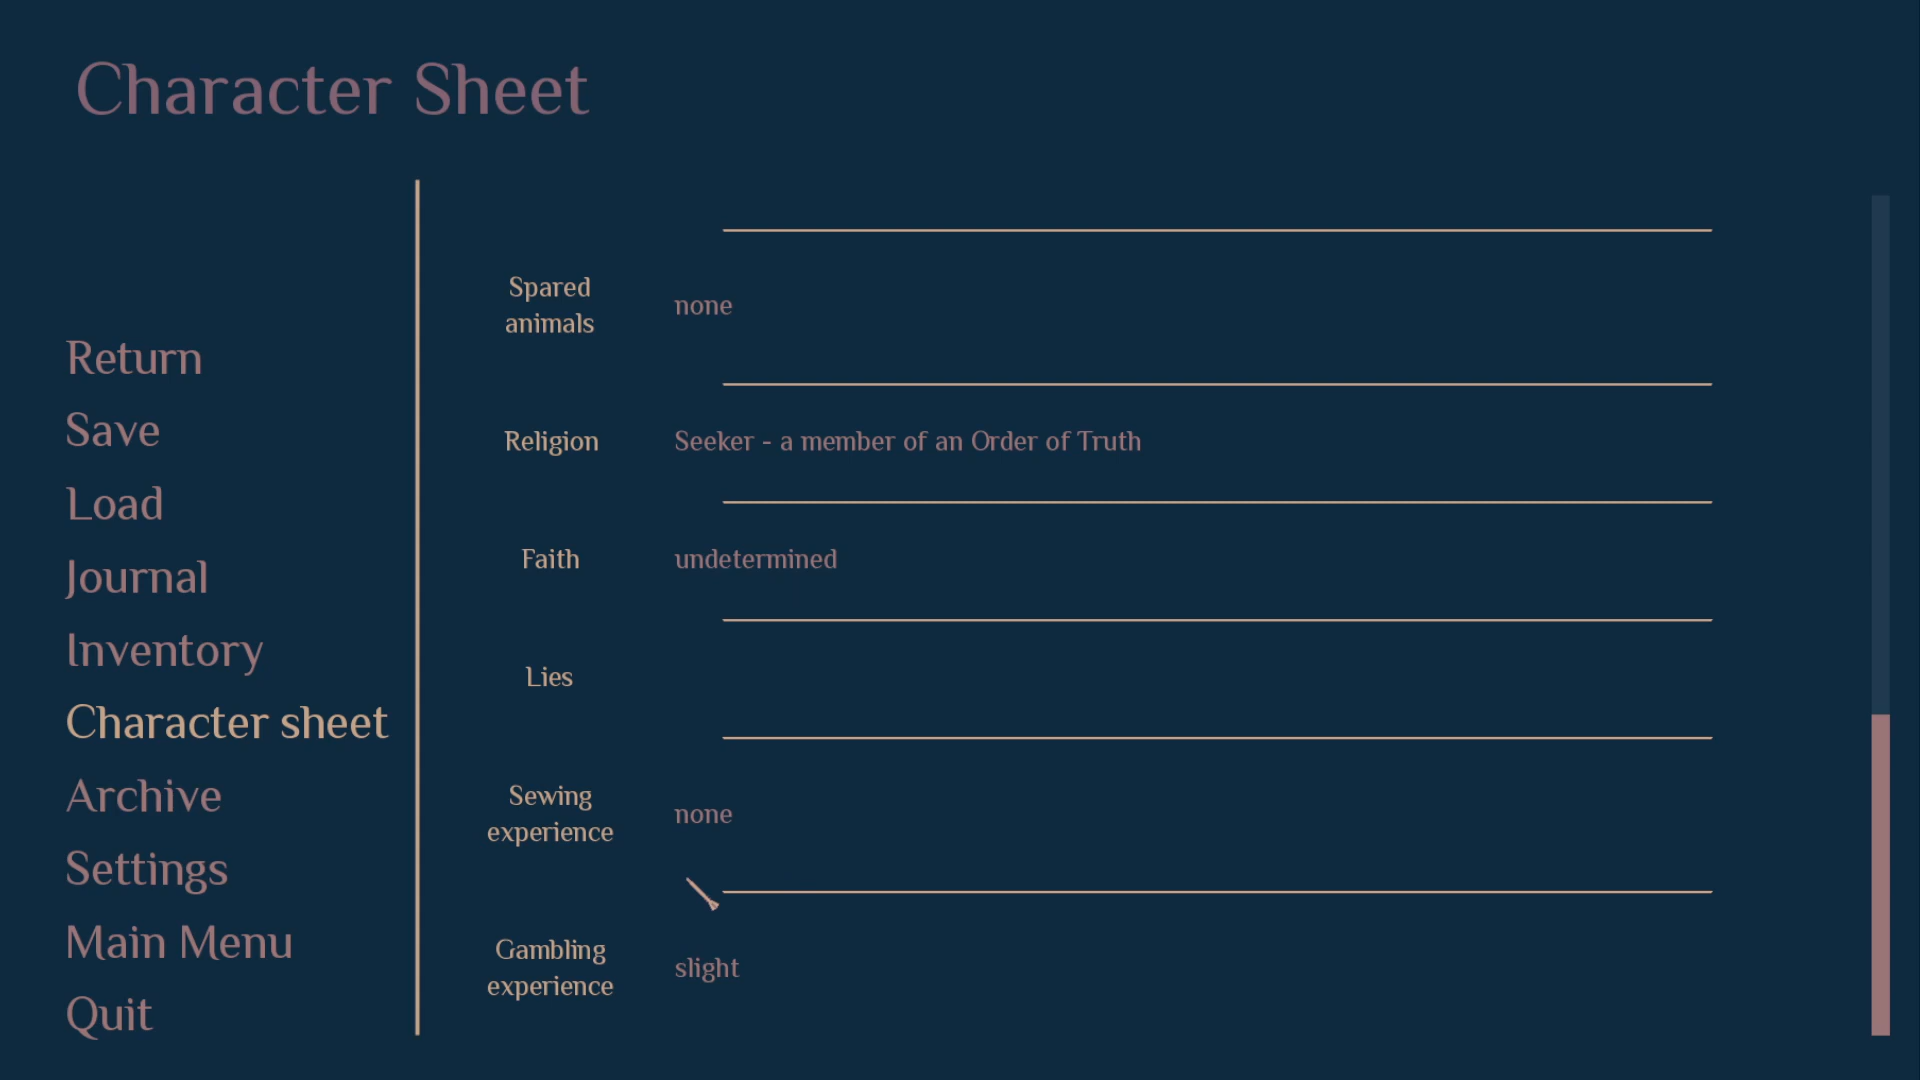 Character Sheet
Return
Save
Load
Journal
Inventory
Character sheet
Archive
Settings
Main Menu
Quit
Spared
animals
none
Religion
Seeker - a member of an Order of Truth
Faith
undetermined
Lies
Sewing
experience
none
Gambling
experience
slight